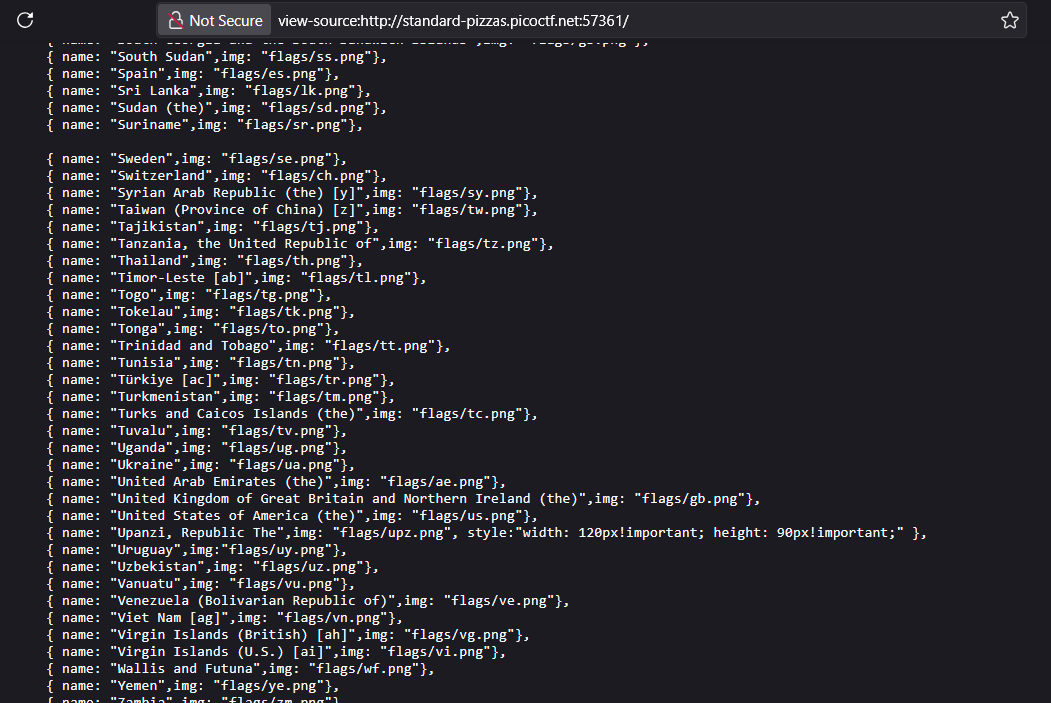 Not Secure view-source:http://standard-pizzas.picoctf.net:57361/
{ name: "South Sudan",img: "flags/ss.png"},
{ name: "Spain",img: "flags/es.png"},
{ name: "Sri Lanka",img: "flags/lk.png"},
{ name: "Sudan (the)",img: "flags/sd.png"},
{ name: "Suriname",img: "flags/sr.png"},
{ name: "Sweden",img: "flags/se.png"},
{ name: "Switzerland",img: "flags/ch.png"},
{ name: "Syrian Arab Republic (the) [y]",img: "flags/sy.png"},
{ name: "Taiwan (Province of China) [z]",img: "flags/tw.png"},
{ name: "Tajikistan",img: "flags/tj.png"},
{ name: "Tanzania, the United Republic of",img: "flags/tz.png"},
{ name: "Thailand",img: "flags/th.png"},
{ name: "Timor-Leste [ab]",img: "flags/tl.png"},
{ name: "Togo",img: "flags/tg.png"},
{ name: "Tokelau",img: "flags/tk.png"},
{ name: "Tonga",img: "flags/to.png"},
{ name: "Trinidad and Tobago",img: "flags/tt.png"},
{ name: "Tunisia",img: "flags/tn.png"},
{ name: "Türkiye [ac]",img: "flags/tr.png"},
{ name: "Turkmenistan",img: "flags/tm.png"},
{ name: "Turks and Caicos Islands (the)",img: "flags/tc.png"},
{ name: "Tuvalu",img: "flags/tv.png"},
{ name: "Uganda",img: "flags/ug.png"},
{ name: "Ukraine",img: "flags/ua.png"},
{ name: "United Arab Emirates (the)",img: "flags/ae.png"},
{ name: "United Kingdom of Great Britain and Northern Ireland (the)",img: "flags/gb.png"},
{ name: "United States of America (the)",img: "flags/us.png"},
{ name: "Upanzi, Republic The",img: "flags/upz.png", style:"width: 120px!important; height: 90px!important;" },
{ name: "Uruguay",img:"flags/uy.png"},
{ name: "Uzbekistan",img: "flags/uz.png"},
{ name: "Vanuatu",img: "flags/vu.png"},
{ name: "Venezuela (Bolivarian Republic of)",img: "flags/ve.png"},
{ name: "Viet Nam [ag]",img: "flags/vn.png"},
{ name: "Virgin Islands (British) [ah]",img: "flags/vg.png"},
{ name: "Virgin Islands (U.S.) [ai]",img: "flags/vi.png"},
{ name: "Wallis and Futuna",img: "flags/wf.png"},
{ name: "Yemen",img: "flags/ye.png"},